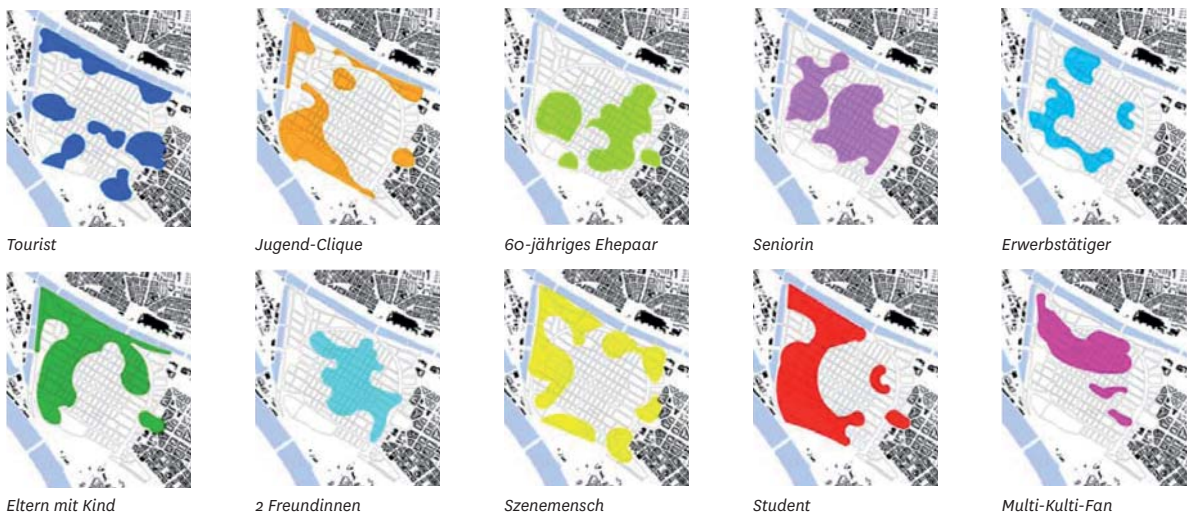 Tourist
Jugend-Clique
60-jähriges Ehepaar
Seniorin
Erwerbstätiger
Eltern mit Kind
2 Freundinnen
Szenemensch
Student
Multi-Kulti-Fan